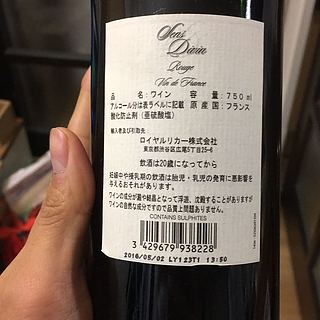 Sens
Divin
Rouge
Vin de France
品 名:ワイン 容 量:750ml
アルコール分は表ラベルに記載 原 産 国:フランス
酸化防止剤(亜硫酸塩)
輸入者及び引取先:
ロイヤルリカー株式会社
東京都渋谷区広尾5丁目25-6
飲酒は20歳になってから
妊娠中や授乳期の飲酒は胎児・乳児の発育に悪影響を
与えるおそれがあります。
ワインの成分が澱や結晶となって浮遊、沈殿することがありますが
ワインの自然な成分ですので品質上問題ありません。
CONTAINS SULPHITES
3 429679 938228
2016/05/02 LY123T1 13:50